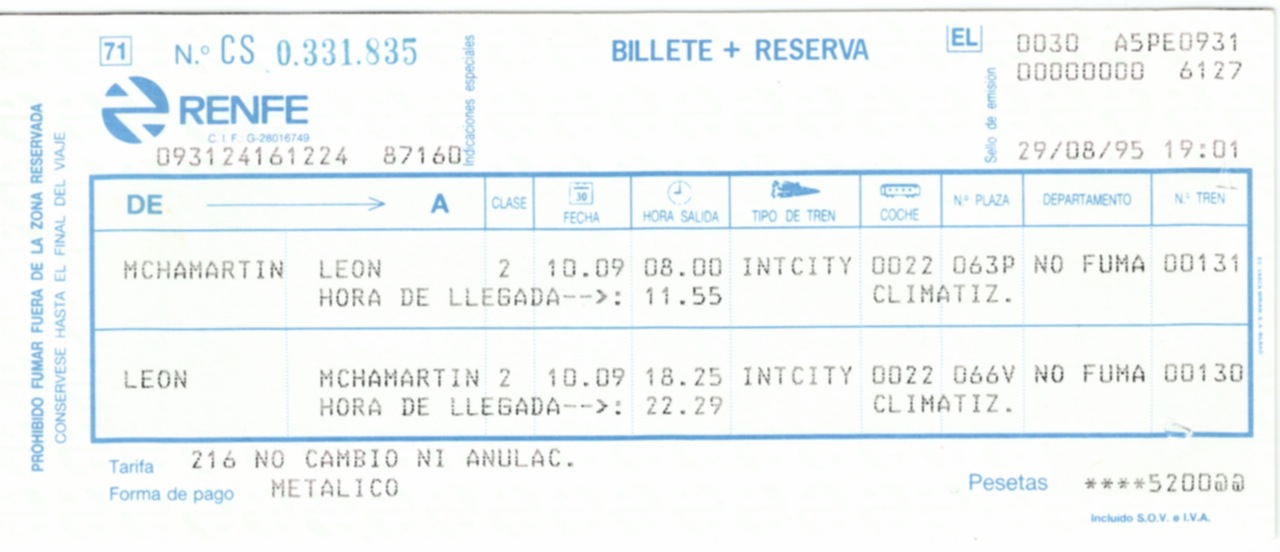 71 N.º CS 0.331.835
BILLETE + RESERVA
EL 0030 A5PE0931
00000000 6127
Indicaciones especiales
Sello de emisión
RENFE
C. I. F.: G-28016749
093124161224 87160
29/08/95 19:01
PROHIBIDO FUMAR FUERA DE LA ZONA RESERVADA
CONSERVESE HASTA EL FINAL DEL VIAJE
DE A CLASE 30 FECHA HORA SALIDA TIPO DE TREN COCHE N.º PLAZA DEPARTAMENTO N.º TREN
MCHAMARTIN LEON 2 10.09 08.00 INTCITY 0022 063P NO FUMA 00131
HORA DE LLEGADA-->: 11.55 CLIMATIZ.
LEON MCHAMARTIN 2 10.09 18.25 INTCITY 0022 066V NO FUMA 00130
HORA DE LLEGADA-->: 22.29 CLIMATIZ.
Tarifa 216 NO CAMBIO NI ANULAC.
Forma de pago METALICO
Pesetas ****5200@@
Incluido S.O.V. e I.V.A.